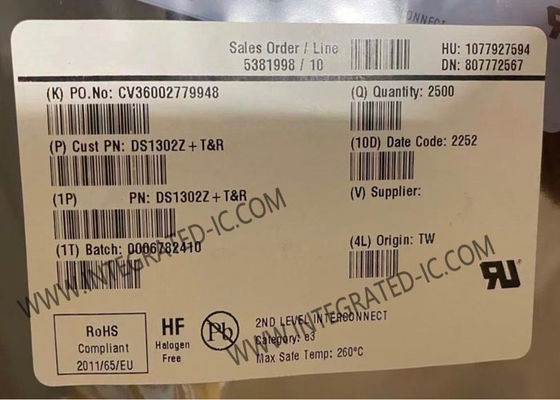 CONNECT
Sales Order / Line
5381998 / 10
HU: 1077927594
DN: 807772567
(K) PO.No: CV36002779948
(Q) Quantity: 2500
(P) Cust PN: DS1302Z+T&R
(10D) Date Code: 2252
(1P) PN: DS1302Z+T&R
(V) Supplier:
(1T) Batch: 0006782410
(4L) Origin: TW
WWW.INTEGRATED-IC.COM
WWW.INTEGRATED-IC.COM
RoHS
Compliant
2011/65/EU
HF
Halogen
Free
Pb
2ND LEVEL INTERCONNECT
Category: e3
Max Safe Temp: 260°C